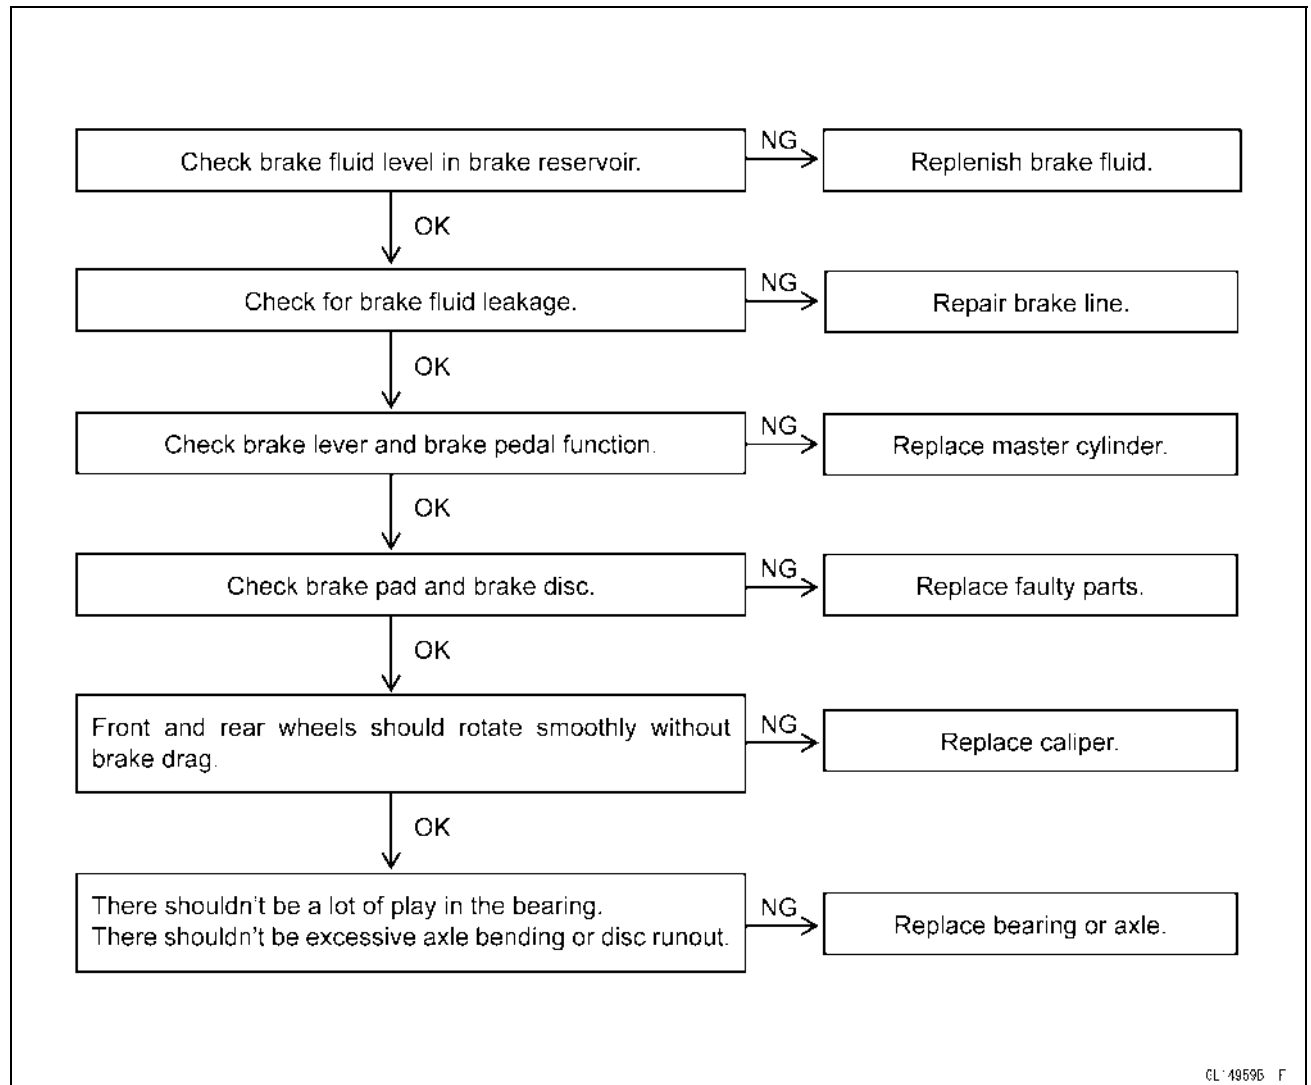 Check brake fluid level in brake reservoir.
NG
Replenish brake fluid.
OK
Check for brake fluid leakage.
NG
Repair brake line.
OK
Check brake lever and brake pedal function.
NG
Replace master cylinder.
OK
Check brake pad and brake disc.
NG
Replace faulty parts.
OK
Front and rear wheels should rotate smoothly without
brake drag.
NG
Replace caliper.
OK
There shouldn't be a lot of play in the bearing.
There shouldn't be excessive axle bending or disc runout.
NG
Replace bearing or axle.
F